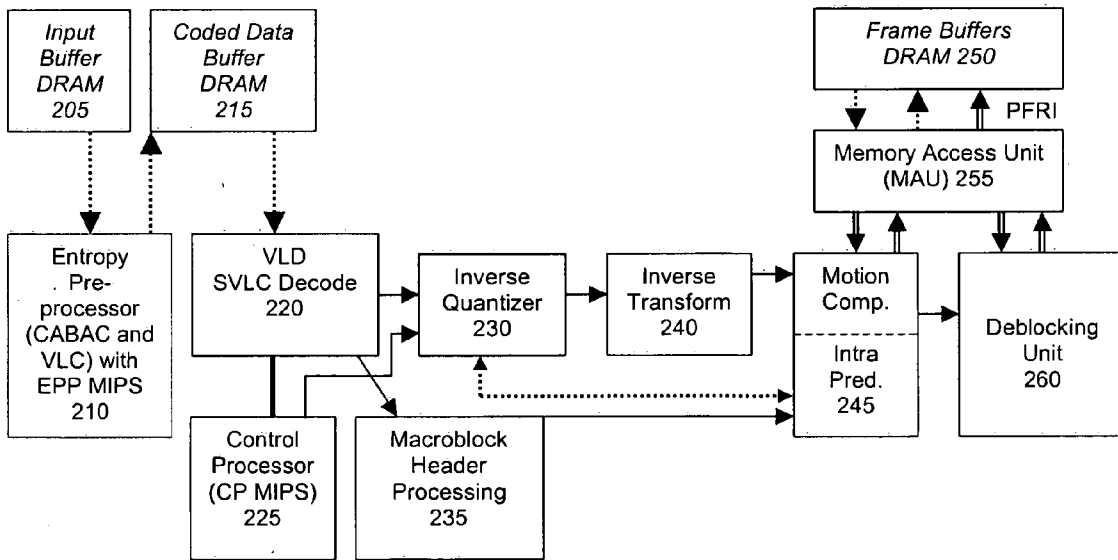 Input
Buffer
DRAM
205
Coded Data
Buffer
DRAM
215
Frame Buffers
DRAM 250
PFRI
Memory Access Unit
(MAU) 255
Entropy
. Pre-
processor
(CABAC and
VLC) with
EPP MIPS
210
VLD
SVLC Decode
220
Inverse
Quantizer
230
Inverse
Transform
240
Motion
Comp.
Intra
Pred.
245
Deblocking
Unit
260
Control
Processor
(CP MIPS)
225
Macroblock
Header
Processing
235